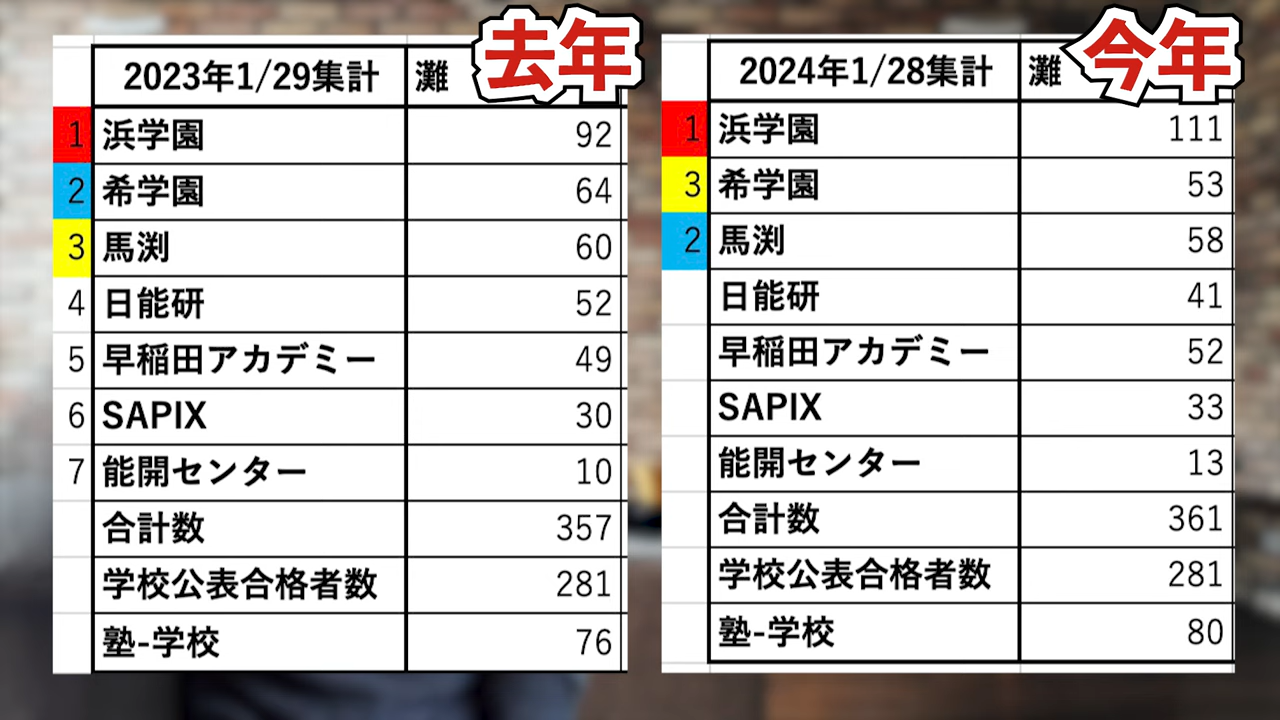 去年
2023年1/29集計 灘
1 浜学園 92
2 希学園 64
3 馬渕 60
4 日能研 52
5 早稲田アカデミー 49
6 SAPIX 30
7 能開センター 10
合計数 357
学校公表合格者数 281
塾-学校 76
今年
2024年1/28集計 灘
1 浜学園 111
3 希学園 53
2 馬渕 58
日能研 41
早稲田アカデミー 52
SAPIX 33
能開センター 13
合計数 361
学校公表合格者数 281
塾-学校 80